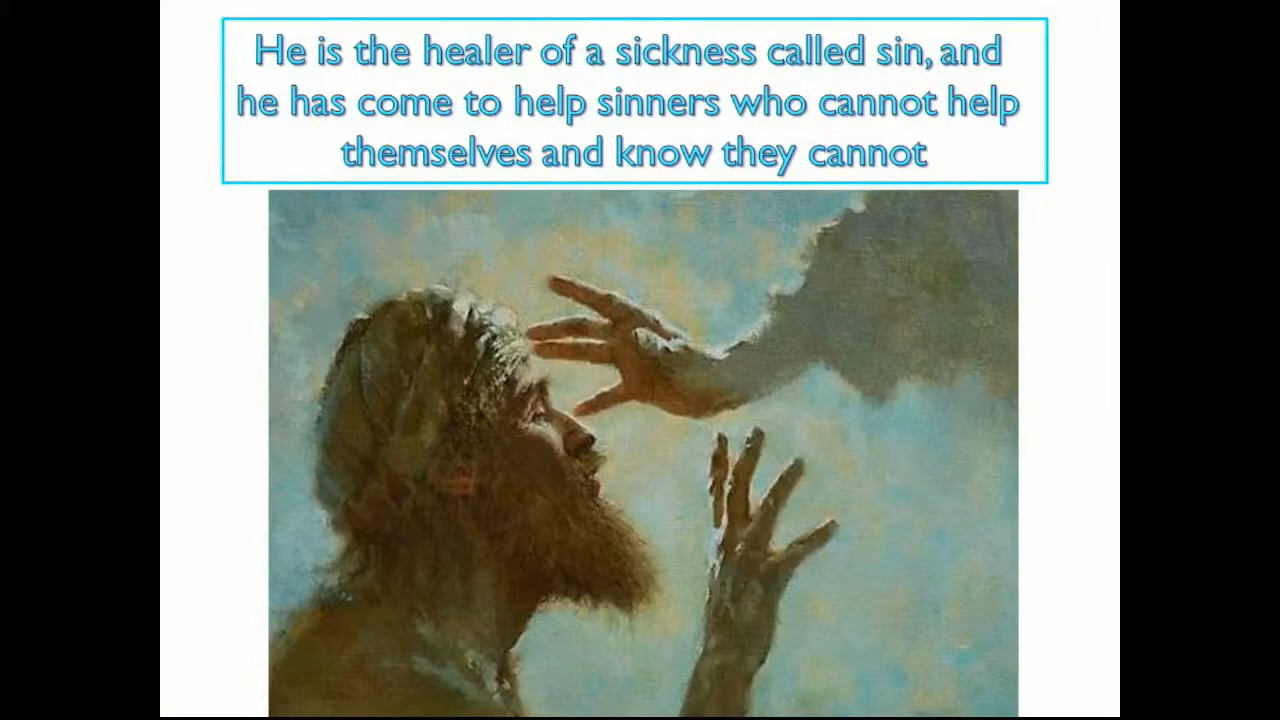 He is the healer of a sickness called sin, and
he has come to help sinners who cannot help
themselves and know they cannot